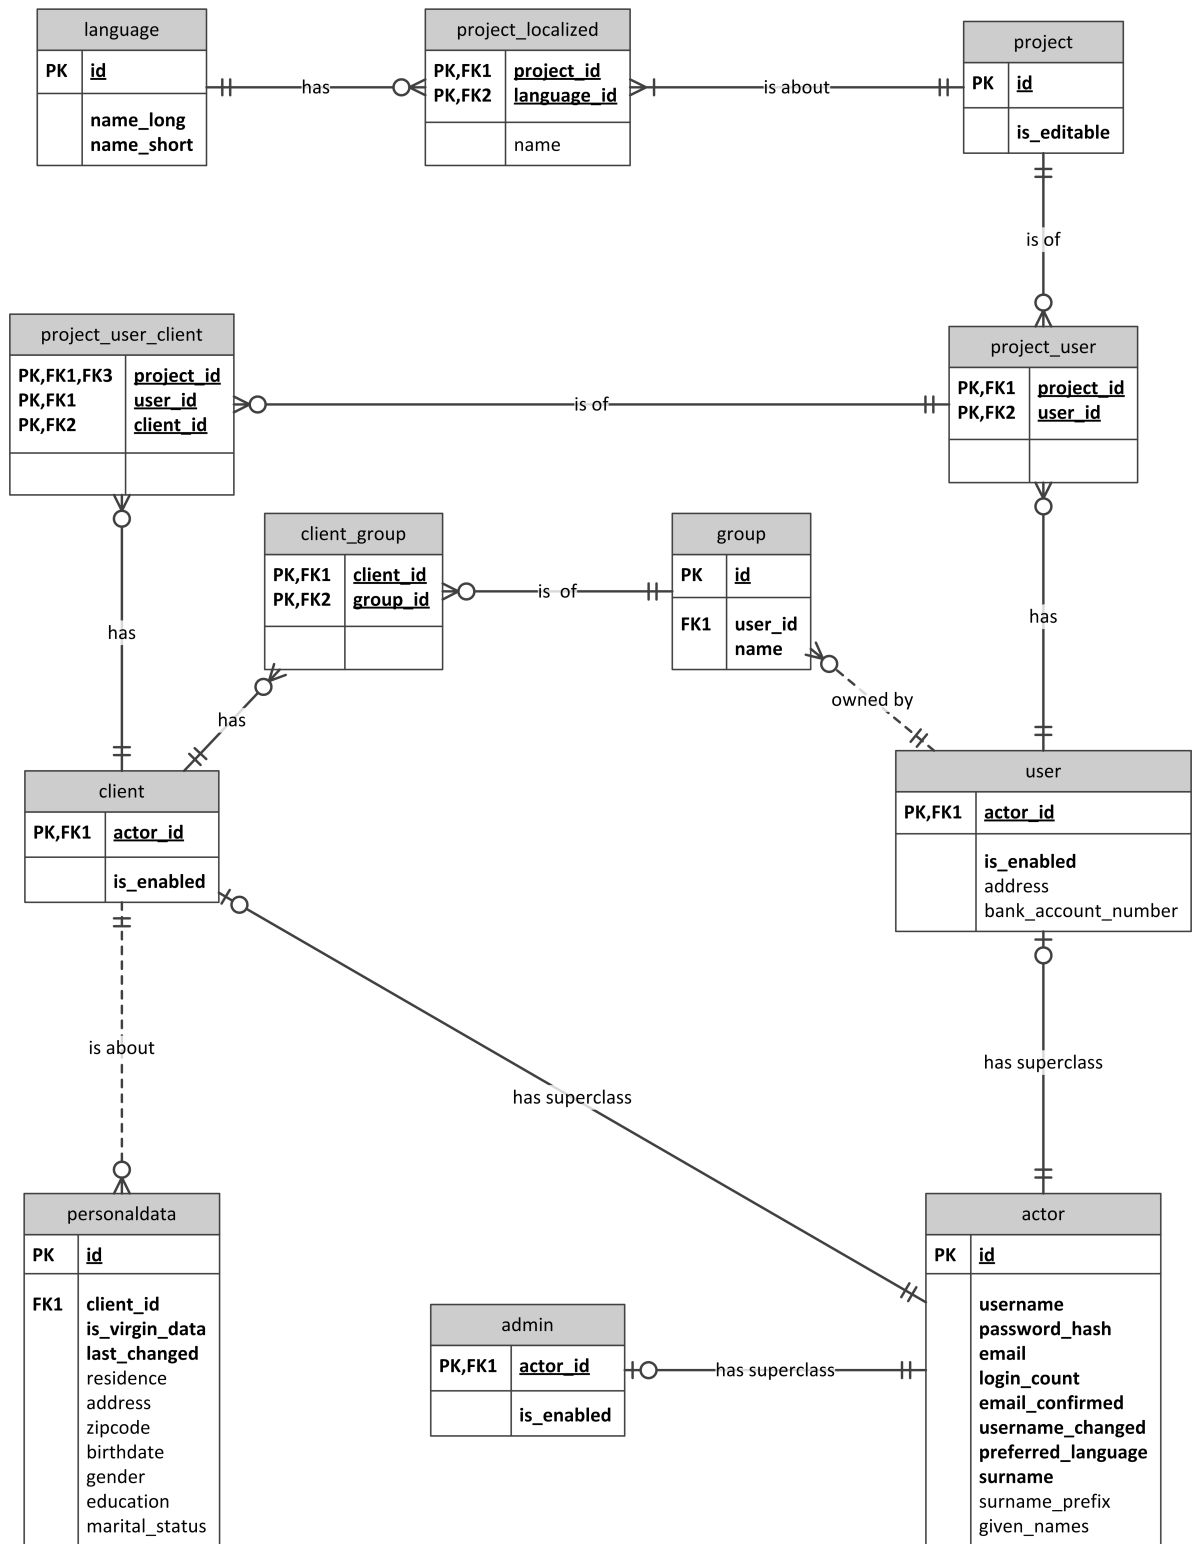 language
PK id
name_long
name_short
has
project_localized
PK,FK1 project_id
PK,FK2 language_id
name
is about
project
PK id
is_editable
is of
project_user_client
PK,FK1,FK3 project_id
PK,FK1 user_id
PK,FK2 client_id
is of
project_user
PK,FK1 project_id
PK,FK2 user_id
client_group
PK,FK1 client_id
PK,FK2 group_id
is of
group
PK id
FK1 user_id
name
has
has
has
owned by
client
PK,FK1 actor_id
is_enabled
user
PK,FK1 actor_id
is_enabled
address
bank_account_number
is about
has superclass
has superclass
personaldata
PK id
FK1 client_id
is_virgin_data
last_changed
residence
address
zipcode
birthdate
gender
education
marital_status
admin
PK,FK1 actor_id
is_enabled
has superclass
actor
PK id
username
password_hash
email
login_count
email_confirmed
username_changed
preferred_language
surname
surname_prefix
given_names